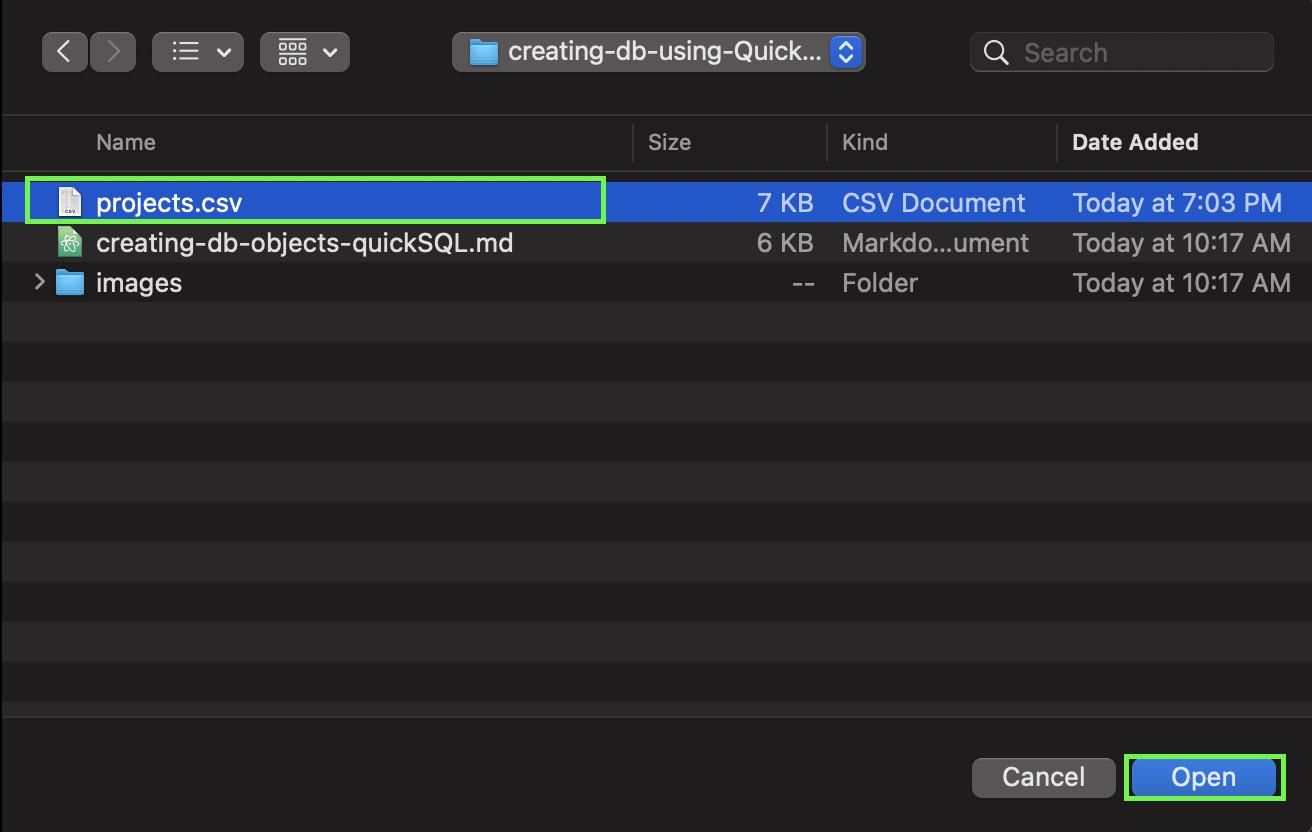 creating-db-using-Quick...
Search
Name Size Kind Date Added
projects.csv 7 KB CSV Document Today at 7:03 PM
creating-db-objects-quickSQL.md 6 KB Markdo...ument Today at 10:17 AM
images -- Folder Today at 10:17 AM
Cancel Open